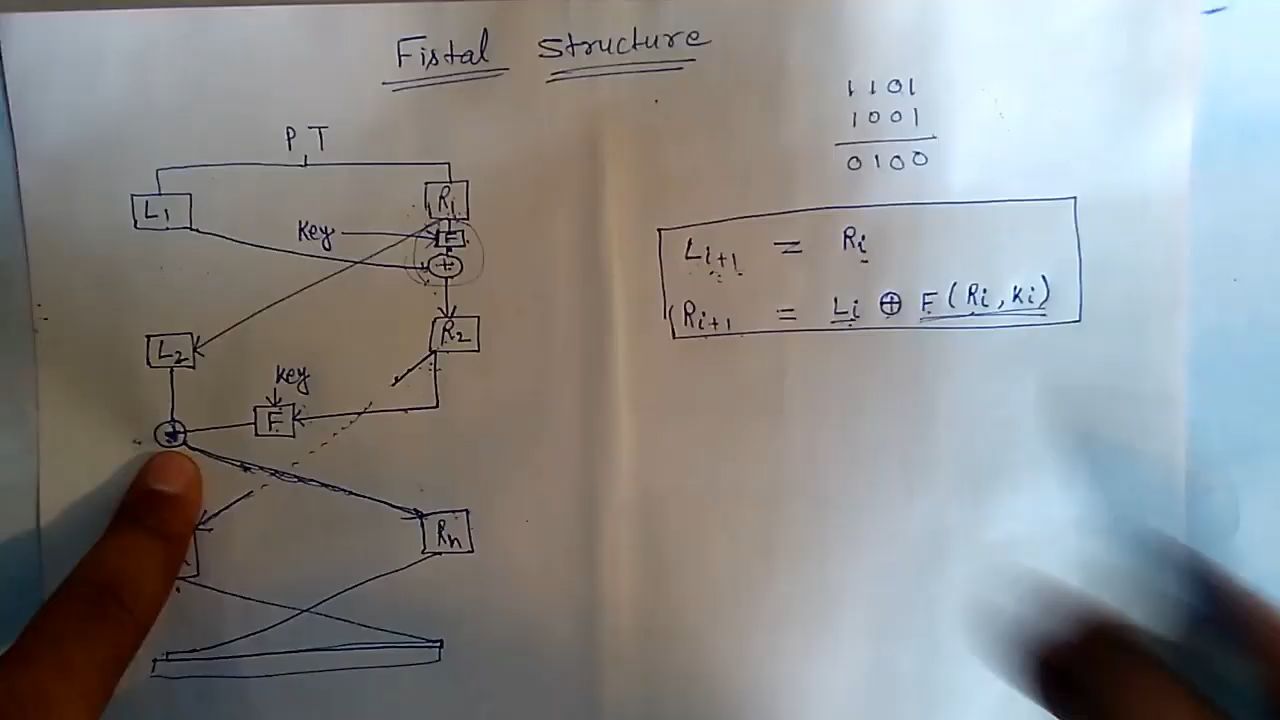 Fistal Structure
1101
1001
0100
PT
L1 R1
Key F
+
L2 R2
Key
F
+
Rn
Li+1 = Ri
Ri+1 = Li ⊕ F(Ri, Ki)